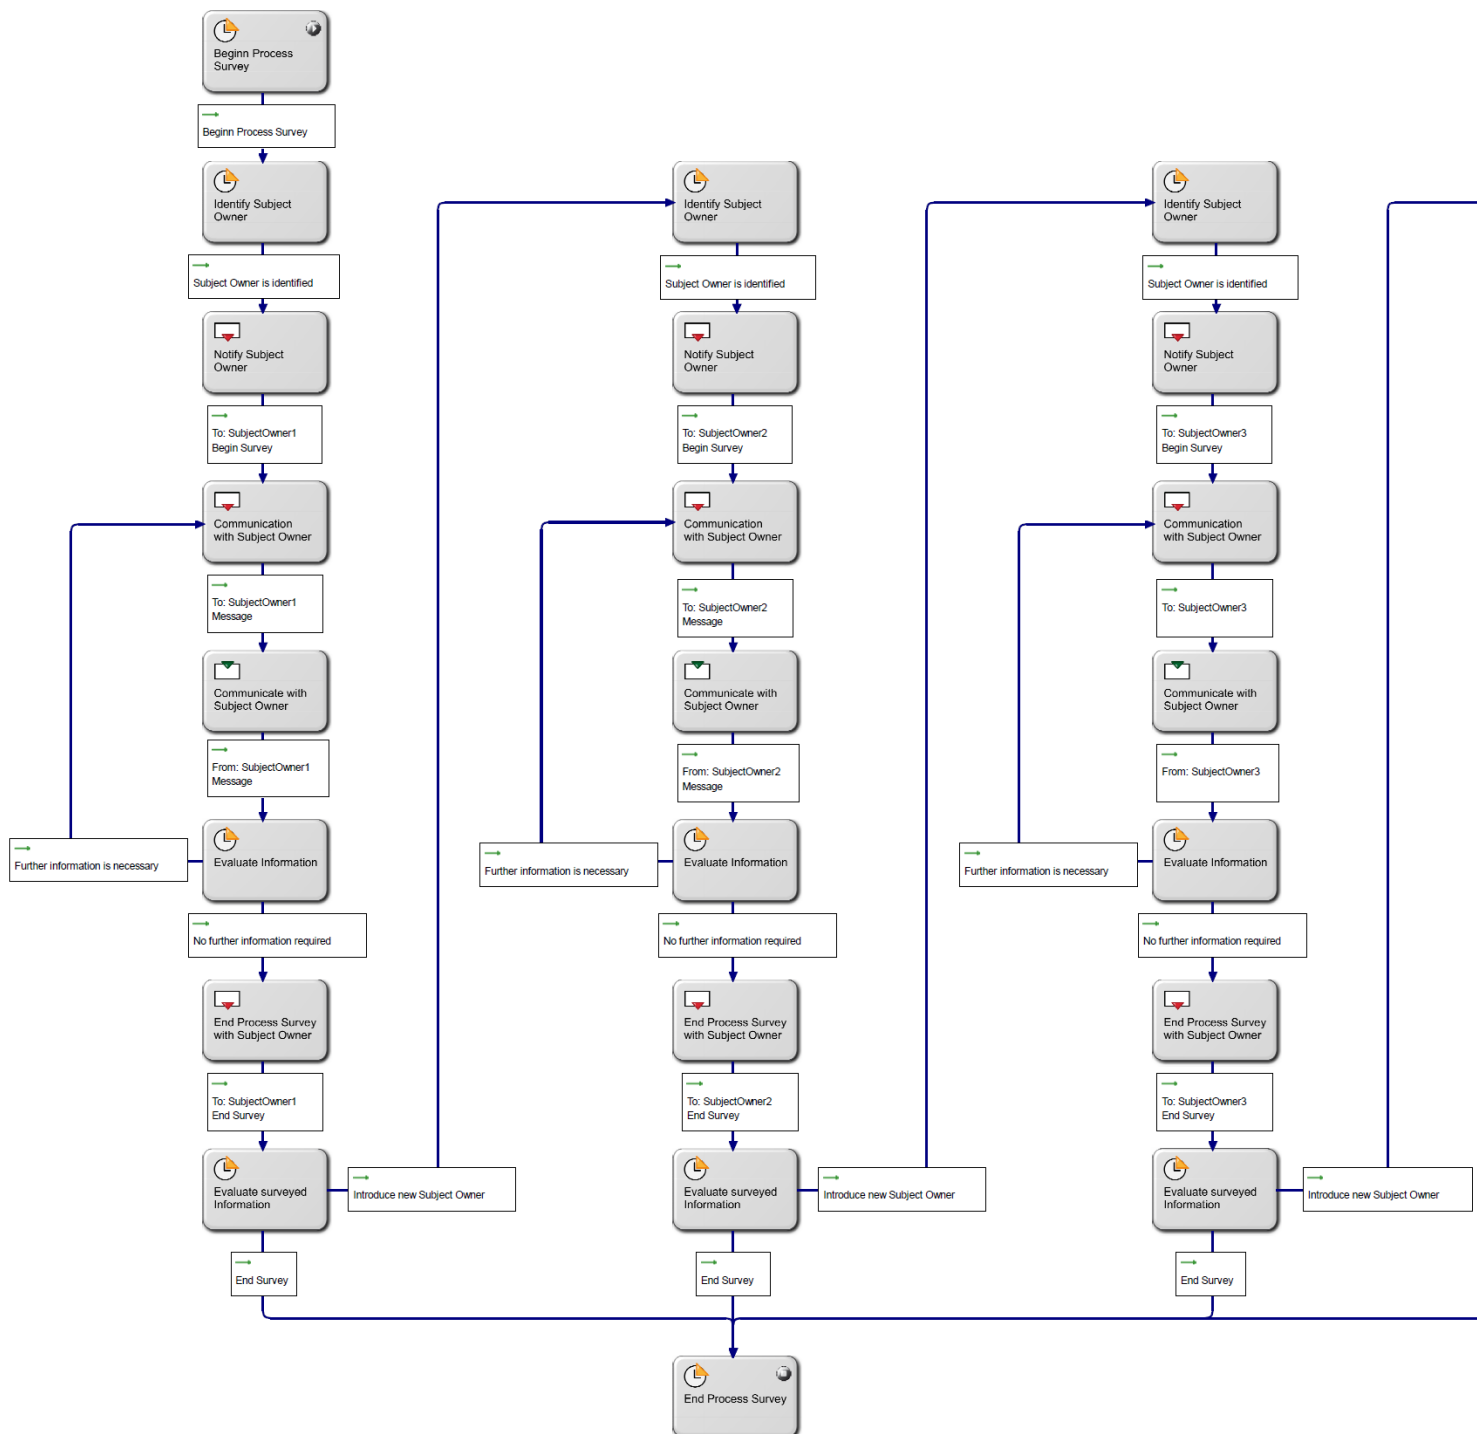 Beginn Process
Survey
Beginn Process Survey
Identify Subject
Owner
Subject Owner is identified
Notify Subject
Owner
To: SubjectOwner1
Begin Survey
Communication
with Subject Owner
To: SubjectOwner1
Message
Communicate with
Subject Owner
From: SubjectOwner1
Message
Evaluate Information
Further information is necessary
No further information required
End Process Survey
with Subject Owner
To: SubjectOwner1
End Survey
Evaluate surveyed
Information
Introduce new Subject Owner
End Survey
Identify Subject
Owner
Subject Owner is identified
Notify Subject
Owner
To: SubjectOwner2
Begin Survey
Communication
with Subject Owner
To: SubjectOwner2
Message
Communicate with
Subject Owner
From: SubjectOwner2
Message
Evaluate Information
Further information is necessary
No further information required
End Process Survey
with Subject Owner
To: SubjectOwner2
End Survey
Evaluate surveyed
Information
Introduce new Subject Owner
End Survey
Identify Subject
Owner
Subject Owner is identified
Notify Subject
Owner
To: SubjectOwner3
Begin Survey
Communication
with Subject Owner
To: SubjectOwner3
Communicate with
Subject Owner
From: SubjectOwner3
Evaluate Information
Further information is necessary
No further information required
End Process Survey
with Subject Owner
To: SubjectOwner3
End Survey
Evaluate surveyed
Information
Introduce new Subject Owner
End Survey
End Process Survey